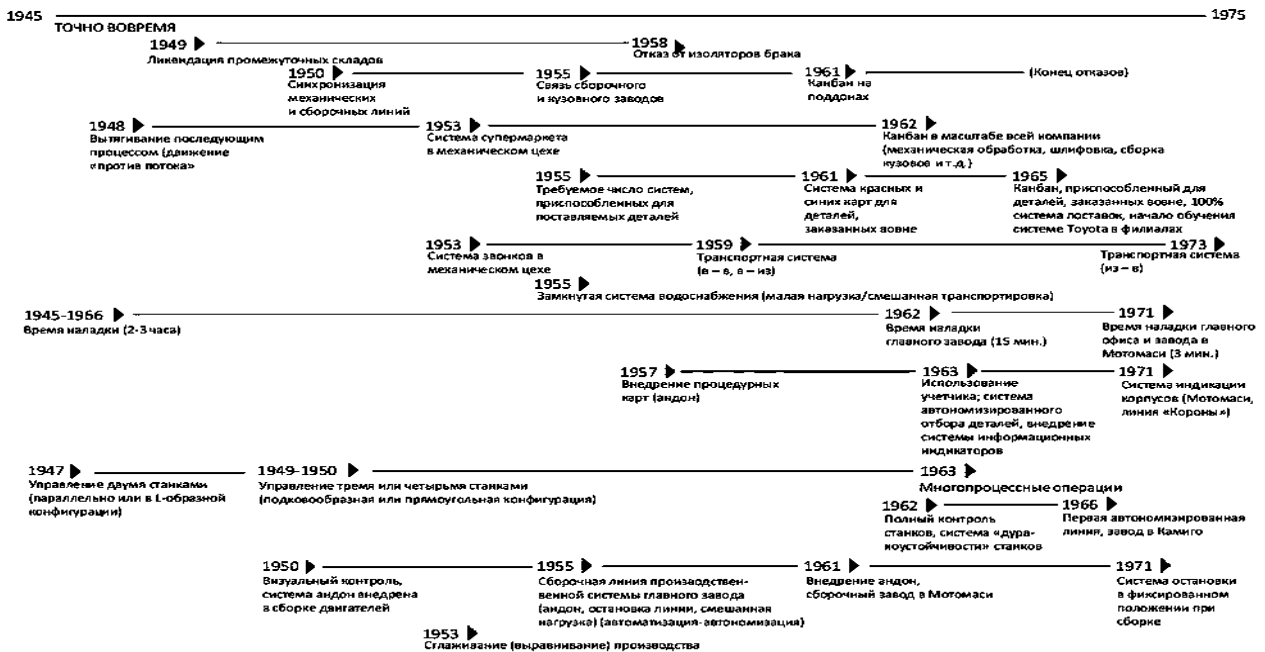 1945 1975
ТОЧНО ВОВРЕМЯ
1949 1958
Ликвидация промежуточных складов Отказ от изоляторов брака
1950 1955 1961 (Конец отказов)
Синхронизация Связь сборочного Канбан на
механических и кузовного заводов поддонах
и сборочных линий
1948 1953 1962
Вытягивание последующим Система супермаркета Канбан в масштабе всей компании
процессом (движение в механическом цехе (механическая обработка, шлифовка, сборка
«против потока» кузовов и т.д.)
1955 1961 1965
Требуемое число систем, Система красных и Канбан, приспособленный для
приспособленных для синих карт для деталей, заказанных вовне, 100%
поставляемых деталей деталей, система поставок, начало обучения
заказанных вовне системе Toyota в филиалах
1953 1959 1973
Система звонков в Транспортная система Транспортная система
механическом цехе (в – в, в – из) (из – в)
1955
Замкнутая система водоснабжения (малая нагрузка/смешанная транспортировка)
1945-1966 1962 1971
Время наладки (2-3 часа) Время наладки Время наладки главного
главного завода (15 мин.) офиса и завода в
Мотомаси (3 мин.)
1957 1963 1971
Внедрение процедурных Использование Система индикации
карт (андон) учетчика; система корпусов (Мотомаси,
автономизированного линия «Короны»)
отбора деталей, внедрение
системы информационных
индикаторов
1947 1949-1950 1963
Управление двумя станками Управление тремя или четырьмя станками Многопроцессные операции
(параллельно или в L-образной (подковообразная или прямоугольная конфигурация)
конфигурации)
1962 1966
Полный контроль Первая автономизированная
станков, система «дура- линия, завод в Камиго
коустойчивости» станков
1950 1955 1961 1971
Визуальный контроль, Сборочная линия производствен- Внедрение андон, Система остановки
система андон внедрена венной системы главного завода сборочный завод в Мотомаси в фиксированном
в сборке двигателей (андон, остановка линии, смешанная положении при
нагрузка) (автоматизация-автономизация) сборке
1953
Сглаживание (выравнивание) производства